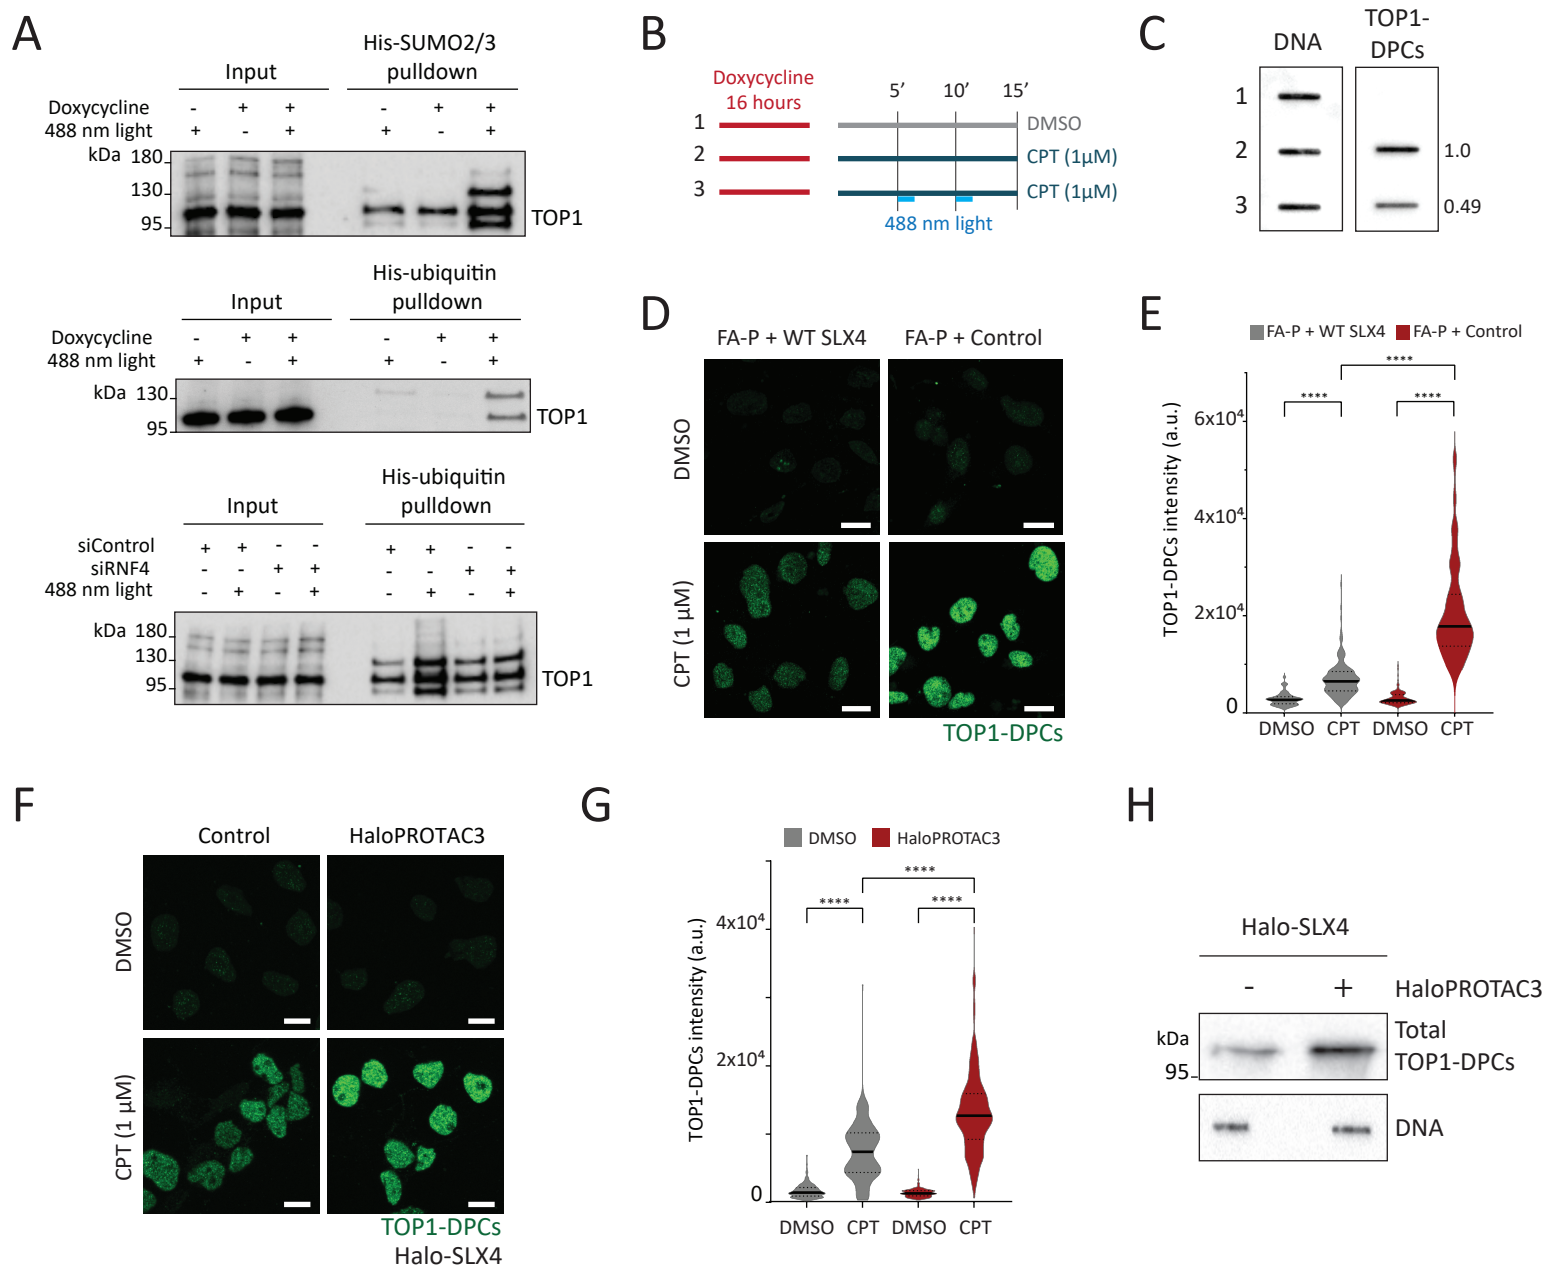 A
Input
His-SUMO2/3
pulldown
Doxycycline - + + - + +
488 nm light + - + + - +
kDa 180
130
95
TOP1
Input
His-ubiquitin
pulldown
Doxycycline - + + - + +
488 nm light + - + + - +
kDa 130
95
TOP1
Input
His-ubiquitin
pulldown
siControl + + - - + + - -
siRNF4 - - + + - - + +
488 nm light - + - + - + - +
kDa 180
130
95
TOP1
B
Doxycycline
16 hours
5’ 10’ 15’
1 DMSO
2 CPT (1µM)
3 CPT (1µM)
488 nm light
C
DNA
TOP1-
DPCs
1
2 1.0
3 0.49
D
FA-P + WT SLX4 FA-P + Control
DMSO
CPT (1 µM)
TOP1-DPCs
E
FA-P + WT SLX4 FA-P + Control
****
**** ****
TOP1-DPCs intensity (a.u.)
6x10⁴
4x10⁴
2x10⁴
0
DMSO CPT DMSO CPT
F
Control HaloPROTAC3
DMSO
CPT (1 µM)
TOP1-DPCs
Halo-SLX4
G
DMSO HaloPROTAC3
****
**** ****
TOP1-DPCs intensity (a.u.)
4x10⁴
2x10⁴
0
DMSO CPT DMSO CPT
H
Halo-SLX4
- + HaloPROTAC3
kDa
95
Total
TOP1-DPCs
DNA